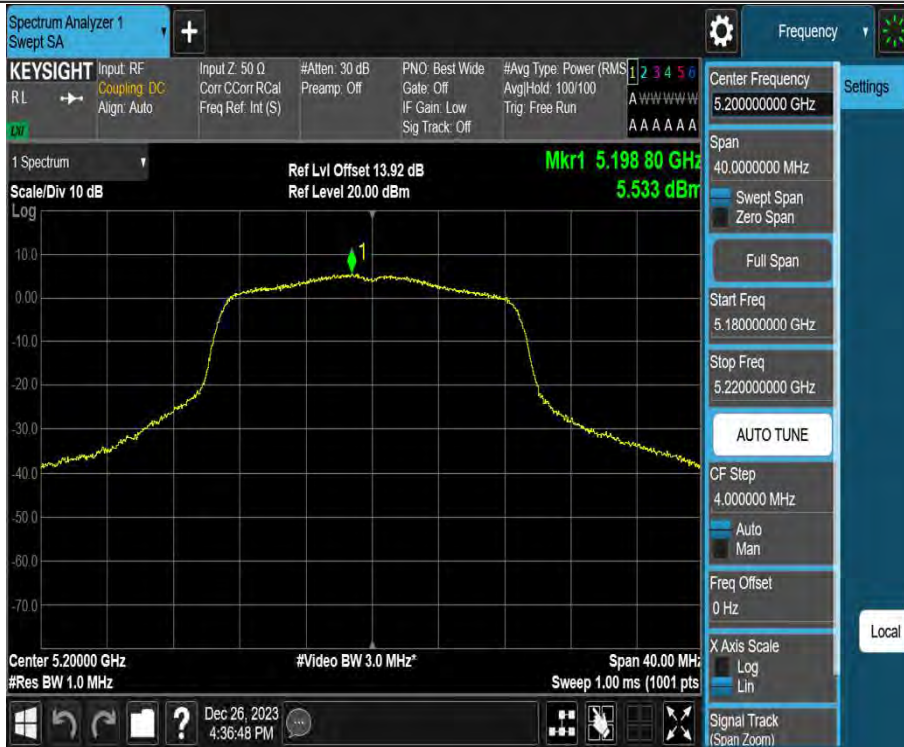 Spectrum Analyzer 1
Swept SA
+
Frequency
KEYSIGHT
RL
LXI
Input: RF
Coupling: DC
Align: Auto
Input Z: 50 Ω
Corr CCorr RCal
Freq Ref: Int (S)
#Atten: 30 dB
Preamp: Off
PNO: Best Wide
Gate: Off
IF Gain: Low
Sig Track: Off
#Avg Type: Power (RMS
Avg|Hold: 100/100
Trig: Free Run
1 2 3 4 5 6
A W W W W W
A A A A A A
1 Spectrum
Scale/Div 10 dB
Log
Ref Lvl Offset 13.92 dB
Ref Level 20.00 dBm
Mkr1 5.198 80 GHz
5.533 dBm
1
10.0
0.00
-10.0
-20.0
-30.0
-40.0
-50.0
-60.0
-70.0
Center 5.20000 GHz
#Res BW 1.0 MHz
#Video BW 3.0 MHz*
Span 40.00 MHz
Sweep 1.00 ms (1001 pts
?
Dec 26, 2023
4:36:48 PM
Center Frequency
5.200000000 GHz
Settings
Span
40.0000000 MHz
Swept Span
Zero Span
Full Span
Start Freq
5.180000000 GHz
Stop Freq
5.220000000 GHz
AUTO TUNE
CF Step
4.000000 MHz
Auto
Man
Freq Offset
0 Hz
Local
X Axis Scale
Log
Lin
Signal Track
(Span Zoom)